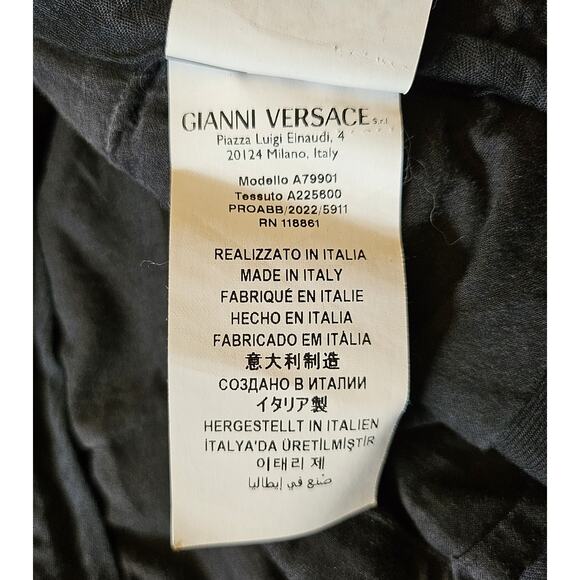 GIANNI VERSACE s.r.l.
Piazza Luigi Einaudi, 4
20124 Milano, Italy
Modello A79901
Tessuto A225600
PROABB/2022/5911
RN 118861
REALIZZATO IN ITALIA
MADE IN ITALY
FABRIQUÉ EN ITALIE
HECHO EN ITALIA
FABRICADO EM ITÀLIA
意大利制造
СОЗДАНО В ИТАЛИИ
イタリア製
HERGESTELLT IN ITALIEN
İTALYA'DA ÜRETİLMİŞTİR
이태리 제
صنع في إيطاليا